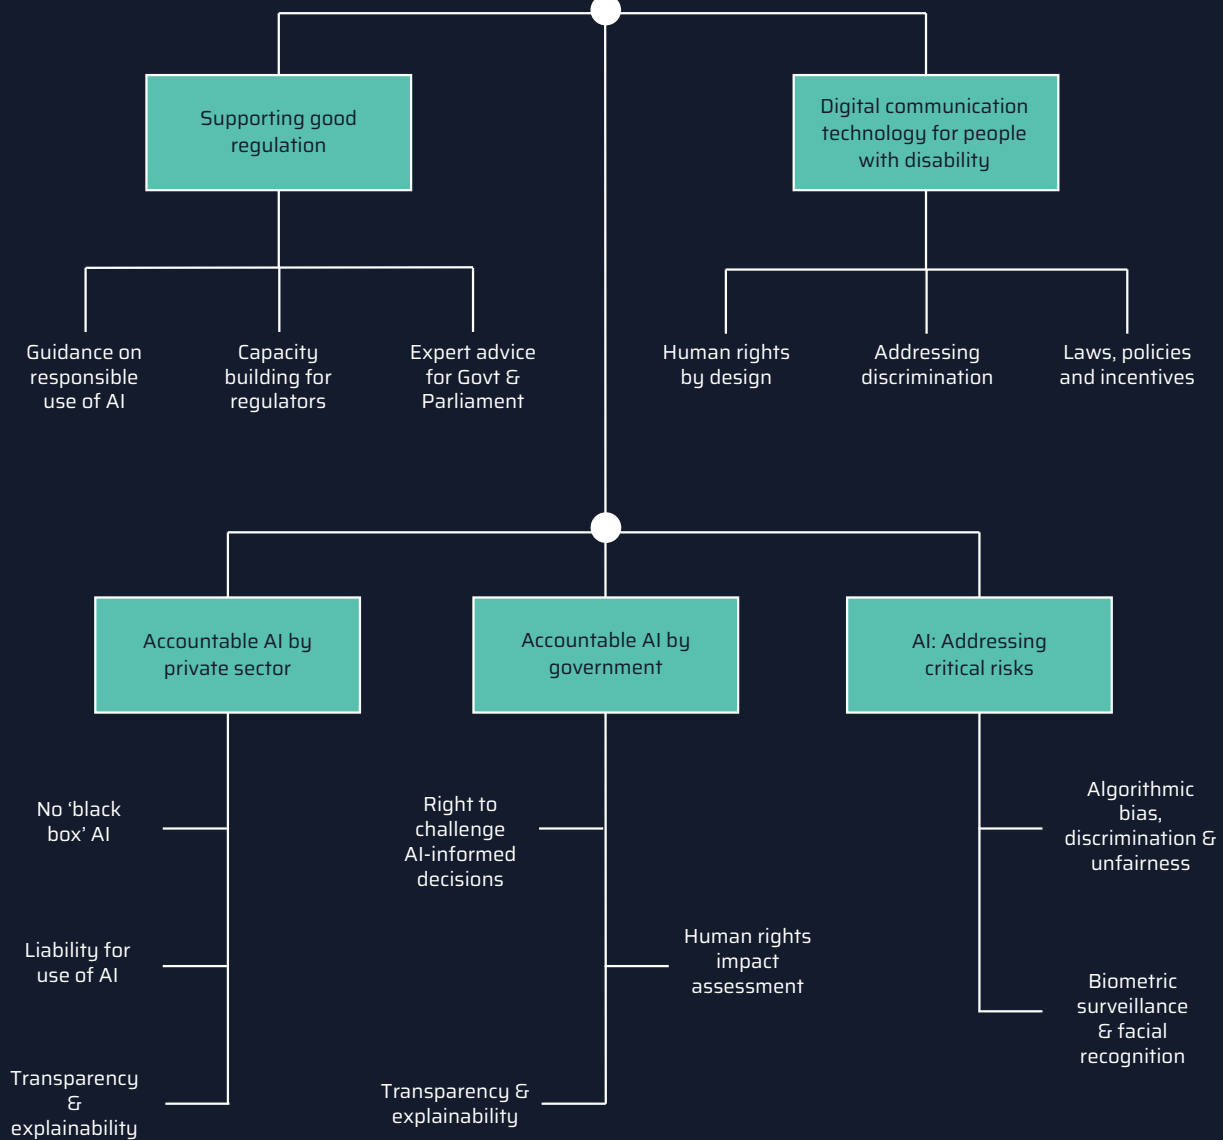 Supporting good
regulation
Digital communication
technology for people
with disability
Guidance on
responsible
use of AI
Capacity
building for
regulators
Expert advice
for Govt &
Parliament
Human rights
by design
Addressing
discrimination
Laws, policies
and incentives
Accountable AI by
private sector
Accountable AI by
government
AI: Addressing
critical risks
No ‘black
box’ AI
Liability for
use of AI
Transparency
&
explainability
Right to
challenge
AI-informed
decisions
Human rights
impact
assessment
Transparency &
explainability
Algorithmic
bias,
discrimination &
unfairness
Biometric
surveillance
& facial
recognition